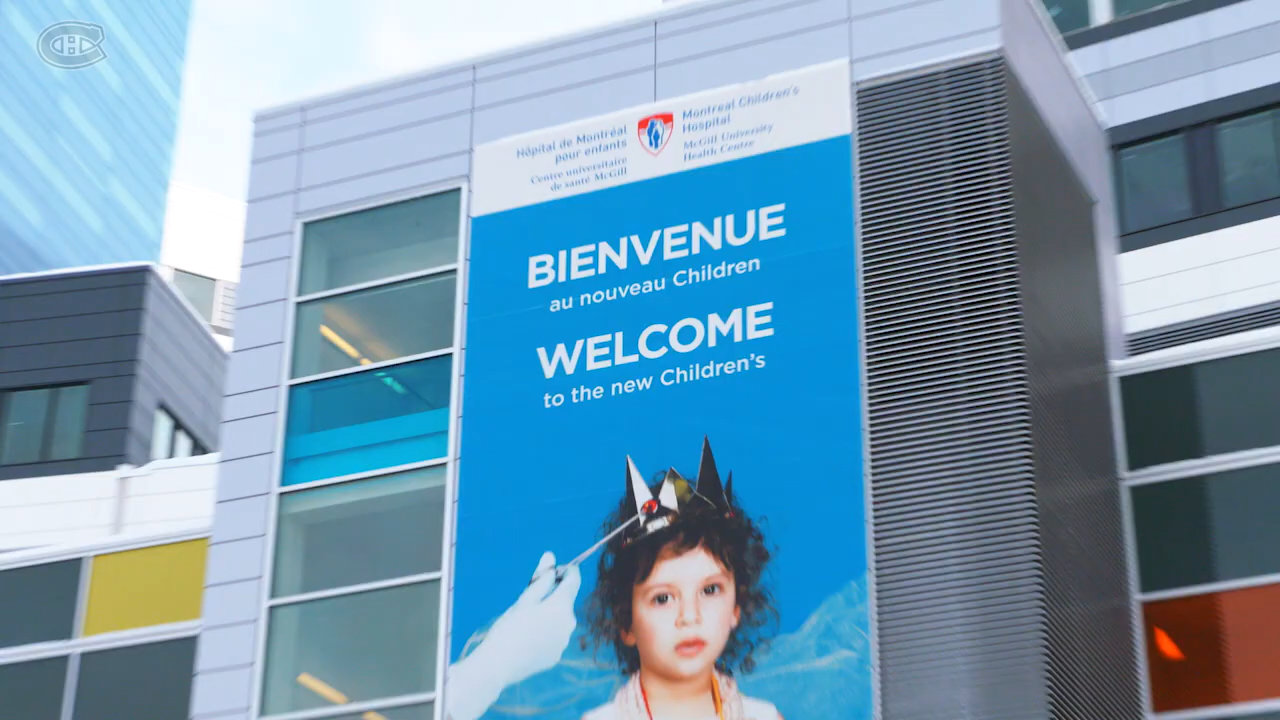 Hôpital de Montréal
pour enfants
Centre universitaire
de santé McGill
Montreal Children's
Hospital
McGill University
Health Centre
BIENVENUE
au nouveau Children
WELCOME
to the new Children's